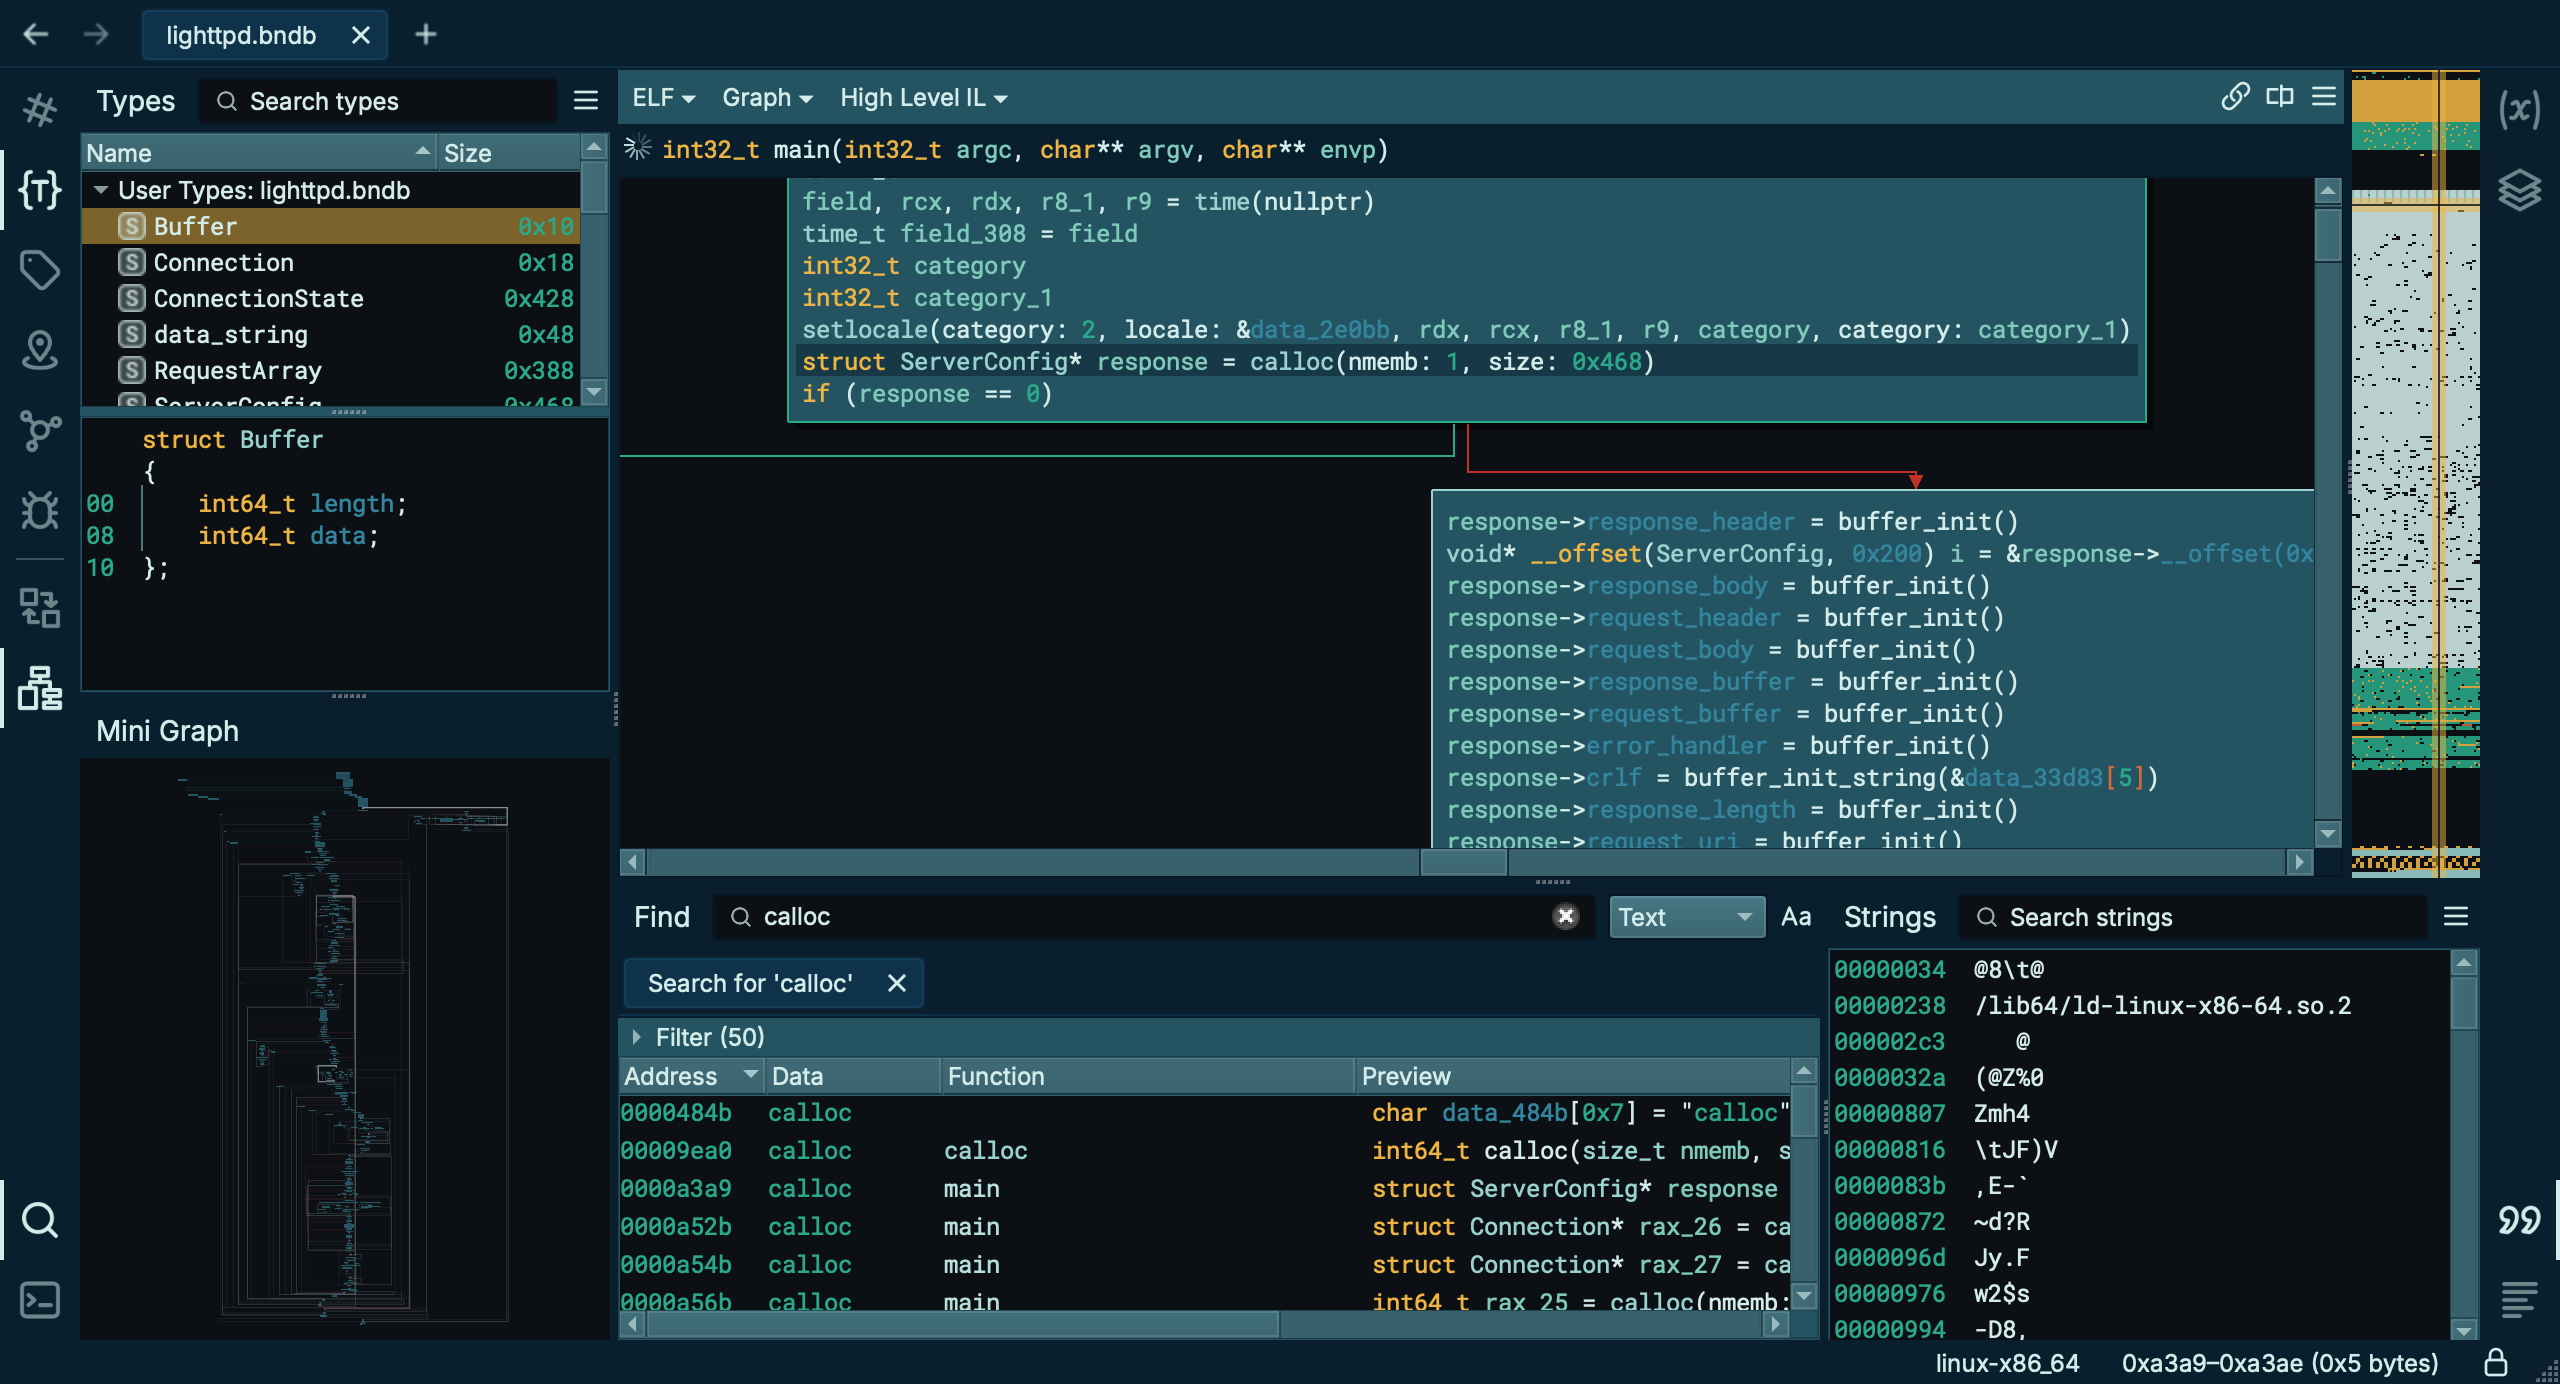 lighttpd.bndb
Types
Search types
Name Size
User Types: lighttpd.bndb
S Buffer 0x10
S Connection 0x18
S ConnectionState 0x428
S data_string 0x48
S RequestArray 0x388
S ServerConfig 0x468
struct Buffer
{
00 int64_t length;
08 int64_t data;
10 };
Mini Graph
ELF Graph High Level IL
int32_t main(int32_t argc, char** argv, char** envp)
field, rcx, rdx, r8_1, r9 = time(nullptr)
time_t field_308 = field
int32_t category
int32_t category_1
setlocale(category: 2, locale: &data_2e0bb, rdx, rcx, r8_1, r9, category, category: category_1)
struct ServerConfig* response = calloc(nmemb: 1, size: 0x468)
if (response == 0)
response->response_header = buffer_init()
void* __offset(ServerConfig, 0x200) i = &response->__offset(0x
response->response_body = buffer_init()
response->request_header = buffer_init()
response->request_body = buffer_init()
response->response_buffer = buffer_init()
response->request_buffer = buffer_init()
response->error_handler = buffer_init()
response->crlf = buffer_init_string(&data_33d83[5])
response->response_length = buffer_init()
response->request_uri = buffer_init()
Find
calloc
Text
Aa
Search for 'calloc'
Filter (50)
Address Data Function Preview
0000484b calloc char data_484b[0x7] = "calloc"
00009ea0 calloc calloc int64_t calloc(size_t nmemb, s
0000a3a9 calloc main struct ServerConfig* response
0000a52b calloc main struct Connection* rax_26 = ca
0000a54b calloc main struct Connection* rax_27 = ca
0000a56b calloc main int64_t rax_25 = calloc(nmemb:
Strings
Search strings
00000034 @8\t@
00000238 /lib64/ld-linux-x86-64.so.2
000002c3 @
0000032a (@Z%0
00000807 Zmh4
00000816 \tJF)V
0000083b ,E-`
00000872 ~d?R
0000096d Jy.F
00000976 w2$s
00000994 -D8,
linux-x86_64 0xa3a9–0xa3ae (0x5 bytes)